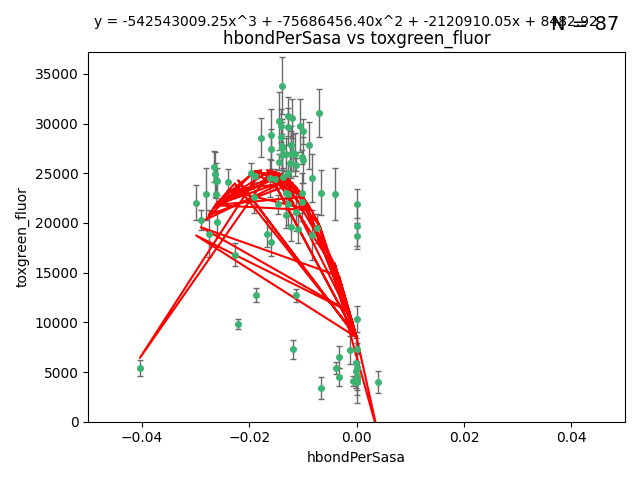 y = -542543009.25x^3 + -75686456.40x^2 + -2120910.05x + 8482.92
N = 87
hbondPerSasa vs toxgreen_fluor
35000
30000
25000
20000
15000
10000
5000
0
toxgreen_fluor
−0.04
−0.02
0.00
0.02
0.04
hbondPerSasa